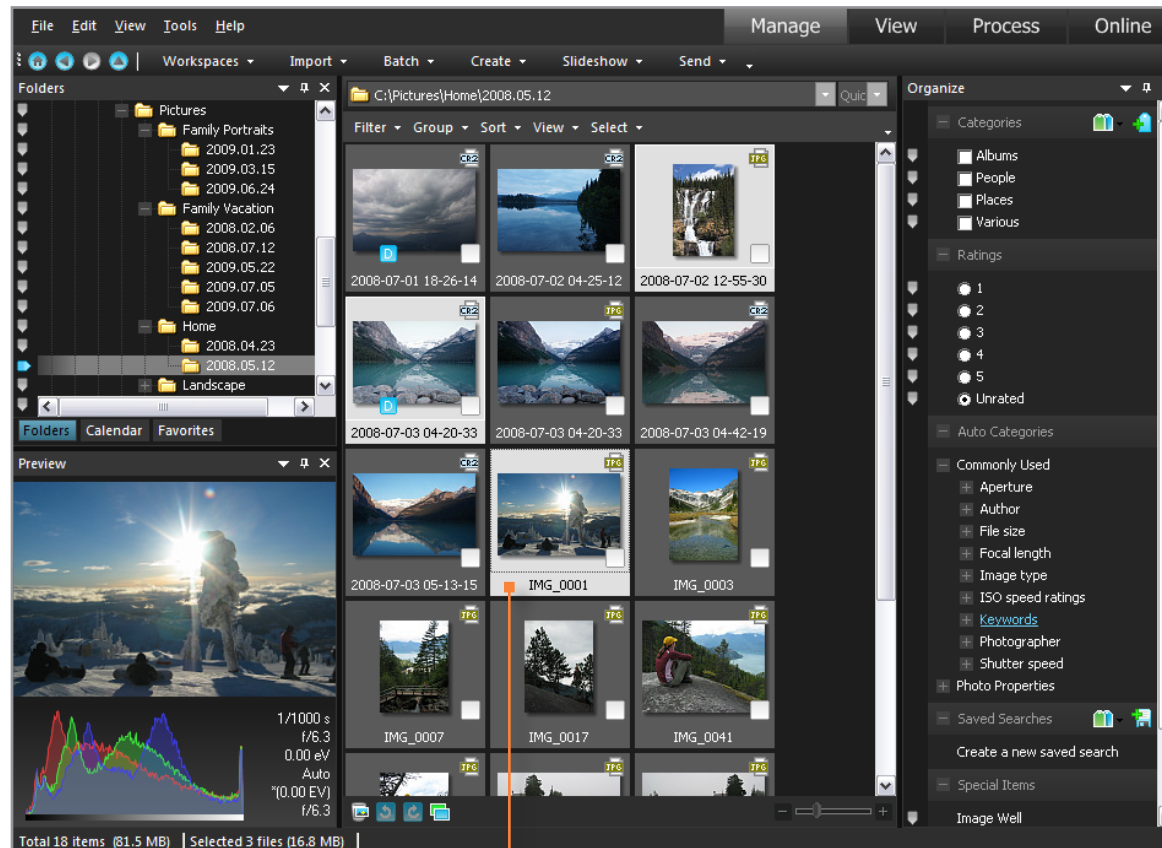 File Edit View Tools Help
Manage View Process Online
Workspaces Import Batch Create Slideshow Send
Folders
Pictures
Family Portraits
2009.01.23
2009.03.15
2009.06.24
Family Vacation
2008.02.06
2008.07.12
2009.05.22
2009.07.05
2009.07.06
Home
2008.04.23
2008.05.12
Landscape
Folders Calendar Favorites
Preview
1/1000 s
f/6.3
0.00 eV
Auto
*(0.00 EV)
f/6.3
C:\Pictures\Home\2008.05.12 Quic
Filter Group Sort View Select
CR2 CR2 JPG
D
2008-07-01 18-26-14 2008-07-02 04-25-12 2008-07-02 12-55-30
CR2 JPG CR2
D
2008-07-03 04-20-33 2008-07-03 04-20-33 2008-07-03 04-42-19
CR2 JPG JPG
2008-07-03 05-13-15 IMG_0001 IMG_0003
JPG JPG JPG
IMG_0007 IMG_0017 IMG_0041
JPG JPG JPG
Organize
Categories
Albums
People
Places
Various
Ratings
1
2
3
4
5
Unrated
Auto Categories
Commonly Used
Aperture
Author
File size
Focal length
Image type
ISO speed ratings
Keywords
Photographer
Shutter speed
Photo Properties
Saved Searches
Create a new saved search
Special Items
Image Well
Total 18 items (81.5 MB) Selected 3 files (16.8 MB)